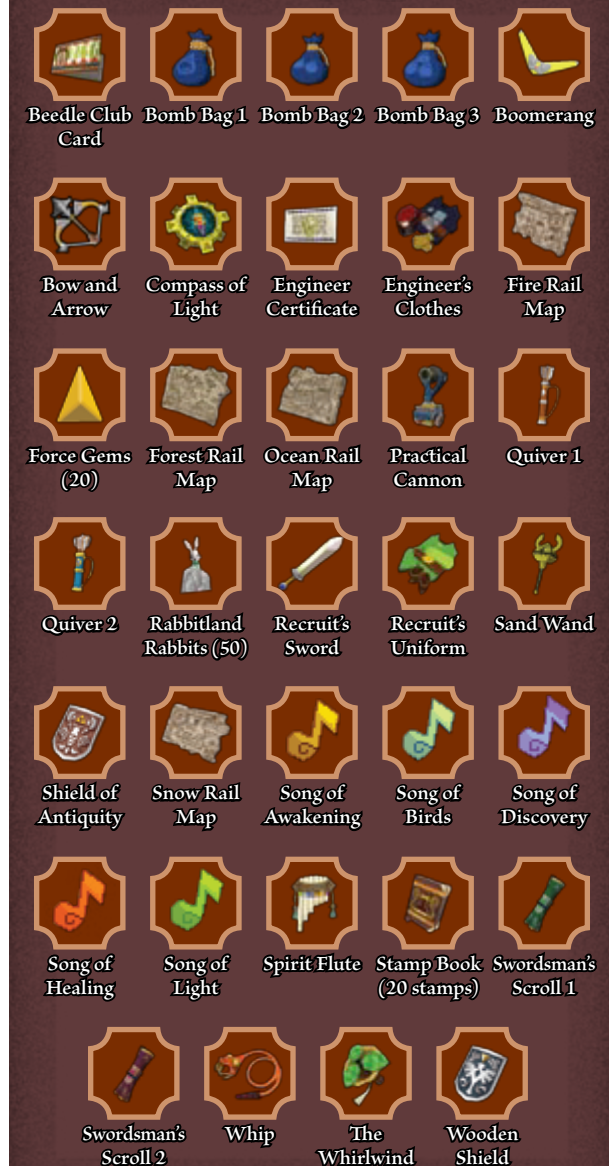 Beedle Club Card
Bomb Bag 1
Bomb Bag 2
Bomb Bag 3
Boomerang
Bow and Arrow
Compass of Light
Engineer Certificate
Engineer's Clothes
Fire Rail Map
Force Gems (20)
Forest Rail Map
Ocean Rail Map
Practical Cannon
Quiver 1
Quiver 2
Rabbitland Rabbits (50)
Recruit's Sword
Recruit's Uniform
Sand Wand
Shield of Antiquity
Snow Rail Map
Song of Awakening
Song of Birds
Song of Discovery
Song of Healing
Song of Light
Spirit Flute
Stamp Book (20 stamps)
Swordsman's Scroll 1
Swordsman's Scroll 2
Whip
The Whirlwind
Wooden Shield